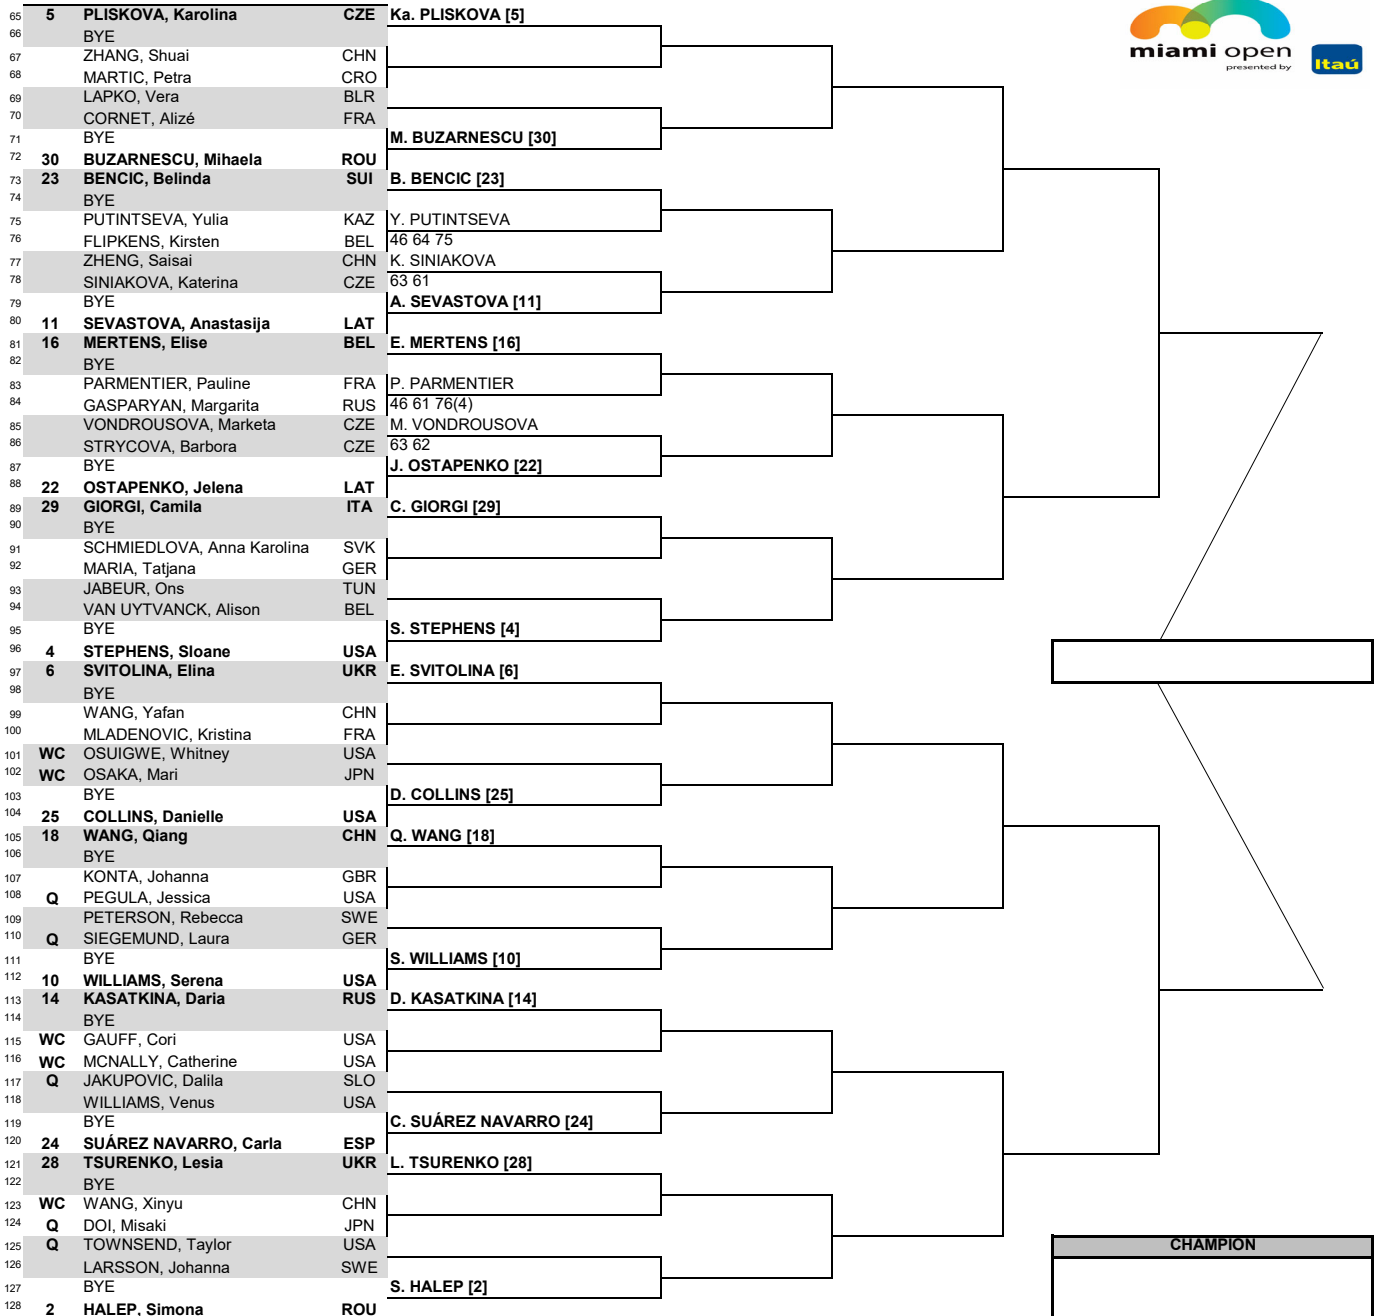 65 5 PLISKOVA, Karolina CZE Ka. PLISKOVA [5]
66 BYE
67 ZHANG, Shuai CHN
68 MARTIC, Petra CRO
69 LAPKO, Vera BLR
70 CORNET, Alizé FRA
71 BYE M. BUZARNESCU [30]
72 30 BUZARNESCU, Mihaela ROU
73 23 BENCIC, Belinda SUI B. BENCIC [23]
74 BYE
75 PUTINTSEVA, Yulia KAZ Y. PUTINTSEVA
76 FLIPKENS, Kirsten BEL 46 64 75
77 ZHENG, Saisai CHN K. SINIAKOVA
78 SINIAKOVA, Katerina CZE 63 61
79 BYE A. SEVASTOVA [11]
80 11 SEVASTOVA, Anastasija LAT
81 16 MERTENS, Elise BEL E. MERTENS [16]
82 BYE
83 PARMENTIER, Pauline FRA P. PARMENTIER
84 GASPARYAN, Margarita RUS 46 61 76(4)
85 VONDROUSOVA, Marketa CZE M. VONDROUSOVA
86 STRYCOVA, Barbora CZE 63 62
87 BYE J. OSTAPENKO [22]
88 22 OSTAPENKO, Jelena LAT
89 29 GIORGI, Camila ITA C. GIORGI [29]
90 BYE
91 SCHMIEDLOVA, Anna Karolina SVK
92 MARIA, Tatjana GER
93 JABEUR, Ons TUN
94 VAN UYTVANCK, Alison BEL
95 BYE S. STEPHENS [4]
96 4 STEPHENS, Sloane USA
97 6 SVITOLINA, Elina UKR E. SVITOLINA [6]
98 BYE
99 WANG, Yafan CHN
100 MLADENOVIC, Kristina FRA
101 WC OSUIGWE, Whitney USA
102 WC OSAKA, Mari JPN
103 BYE D. COLLINS [25]
104 25 COLLINS, Danielle USA
105 18 WANG, Qiang CHN Q. WANG [18]
106 BYE
107 KONTA, Johanna GBR
108 Q PEGULA, Jessica USA
109 PETERSON, Rebecca SWE
110 Q SIEGEMUND, Laura GER
111 BYE S. WILLIAMS [10]
112 10 WILLIAMS, Serena USA
113 14 KASATKINA, Daria RUS D. KASATKINA [14]
114 BYE
115 WC GAUFF, Cori USA
116 WC MCNALLY, Catherine USA
117 Q JAKUPOVIC, Dalila SLO
118 WILLIAMS, Venus USA
119 BYE C. SUÁREZ NAVARRO [24]
120 24 SUÁREZ NAVARRO, Carla ESP
121 28 TSURENKO, Lesia UKR L. TSURENKO [28]
122 BYE
123 WC WANG, Xinyu CHN
124 Q DOI, Misaki JPN
125 Q TOWNSEND, Taylor USA
126 LARSSON, Johanna SWE
127 BYE S. HALEP [2]
128 2 HALEP, Simona ROU
miami open
presented by
Itaú
CHAMPION